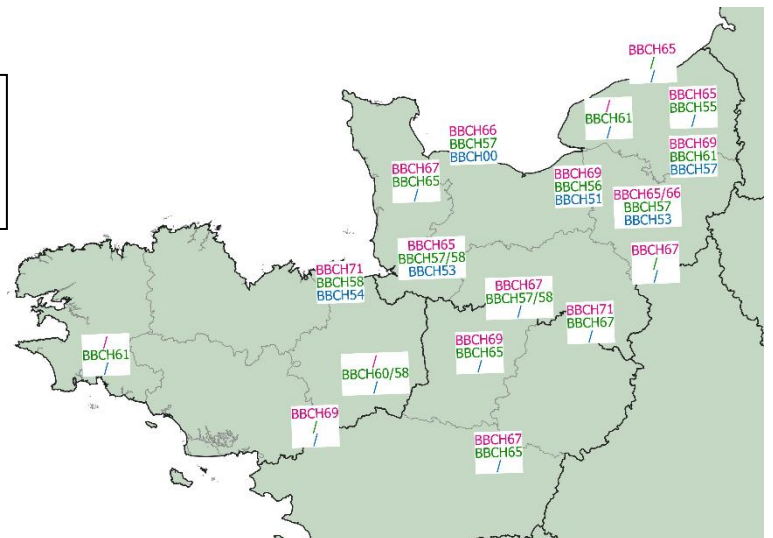 BBCH65
/
/
BBCH65
BBCH55
/
/
BBCH61
/
BBCH66
BBCH57
BBCH00
BBCH69
BBCH61
BBCH57
BBCH67
BBCH65
/
BBCH69
BBCH56
BBCH51
BBCH65/66
BBCH57
BBCH53
BBCH65
BBCH57/58
BBCH53
BBCH67
/
/
BBCH71
BBCH58
BBCH54
BBCH67
BBCH57/58
/
BBCH71
BBCH67
/
/
BBCH61
/
BBCH69
BBCH65
/
/
BBCH60/58
/
BBCH69
/
/
BBCH67
BBCH65
/